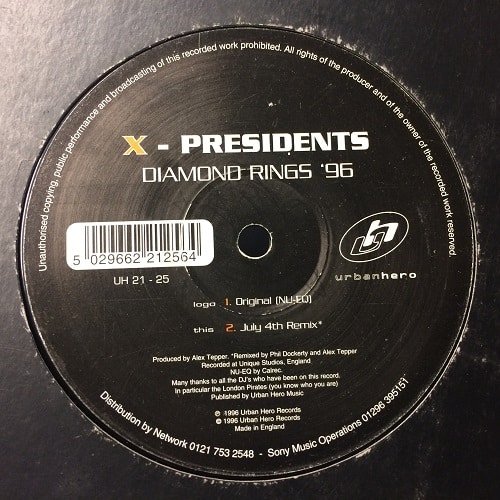 Unauthorised copying, public performance and broadcasting of this recorded work prohibited. All rights of the producer and of the owner of the recorded work reserved.
X - PRESIDENTS
DIAMOND RINGS '96
5 029662 212564
UH 21 - 25
urbanhero
logo 1. Original (NU-EQ)
this 2. July 4th Remix*
Produced by Alex Tepper. *Remixed by Phil Dockerty and Alex Tepper
Recorded at Unique Studios, England
NU-EQ by Calrec.
Many thanks to all the DJ's who have been on this record.
In particular the London Pirates (you know who you are)
Published by Urban Hero Music
℗ 1996 Urban Hero Records
© 1996 Urban Hero Records
Made in England
Distribution by Network 0121 753 2548 - Sony Music Operations 01296 395151